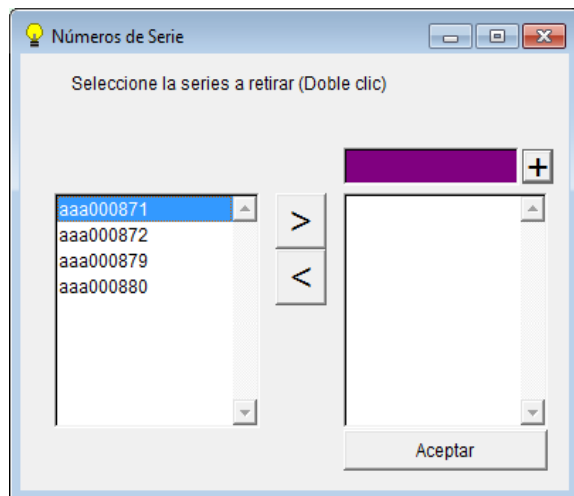 Números de Serie
Seleccione la series a retirar (Doble clic)
+
aaa000871
aaa000872
aaa000879
aaa000880
>
<
Aceptar